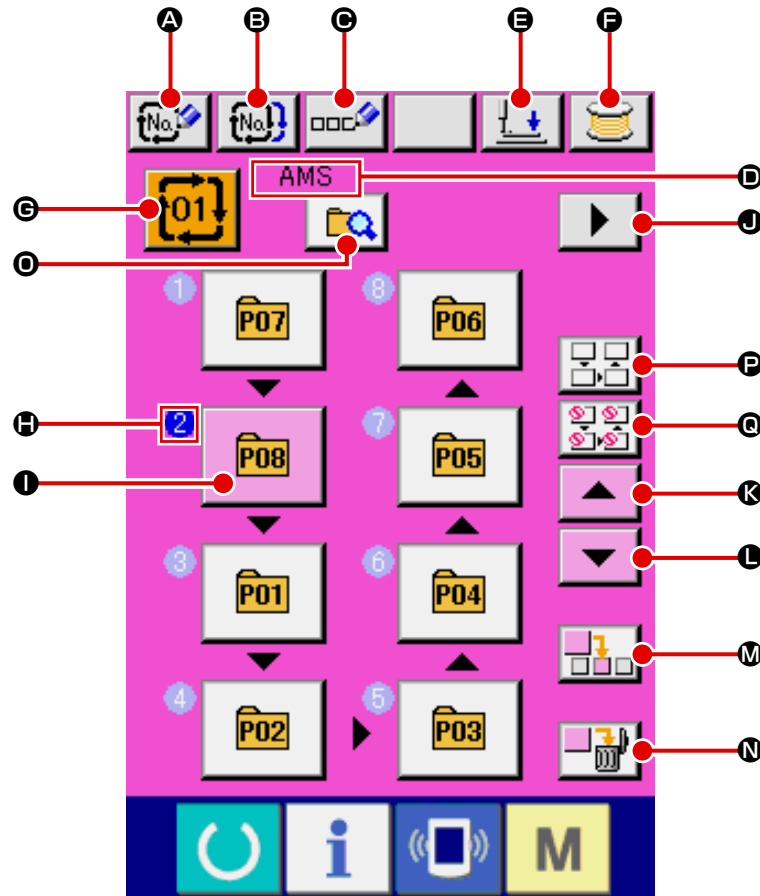 A B C E F
No. No.
AMS D
G 01 J
O
1 P07 8 P06
P
H 2 P08 7 P05 Q
I K
3 P01 6 P04 L
M
4 P02 5 P03 N
i M